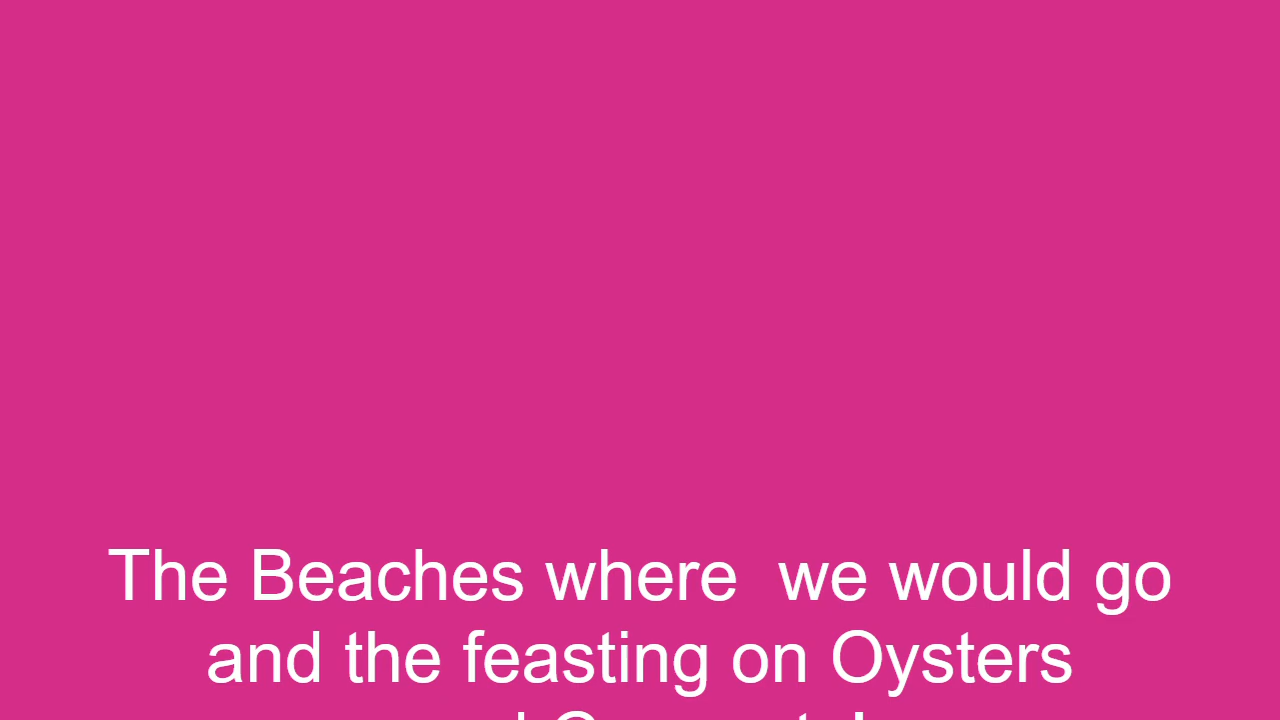 The Beaches where  we would go
and the feasting on Oysters